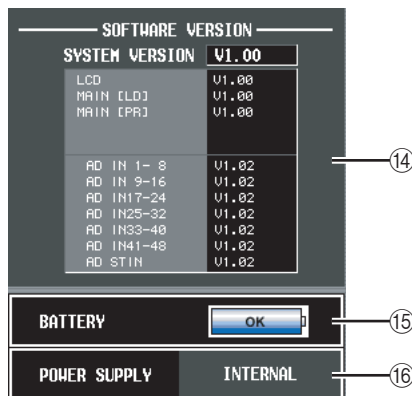 SOFTWARE VERSION
SYSTEM VERSION V1.00
LCD V1.00
MAIN [LD] V1.00
MAIN [PR] V1.00
AD IN 1- 8 V1.02
AD IN 9-16 V1.02
AD IN17-24 V1.02
AD IN25-32 V1.02
AD IN33-40 V1.02
AD IN41-48 V1.02
AD STIN V1.02
⑭
BATTERY OK ⑮
POWER SUPPLY INTERNAL ⑯